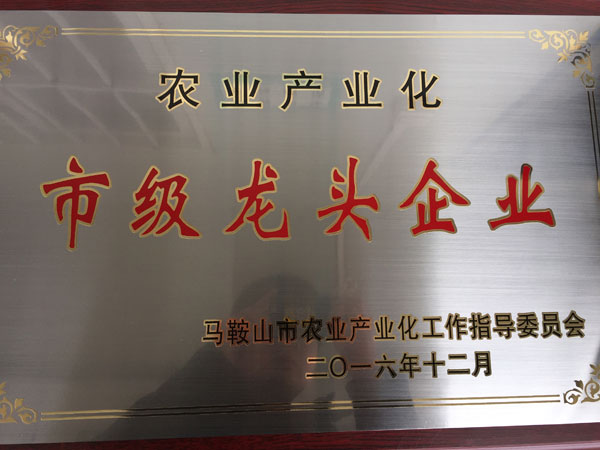 农业产业化
市级龙头企业
马鞍山市农业产业化工作指导委员会
二〇一六年十二月